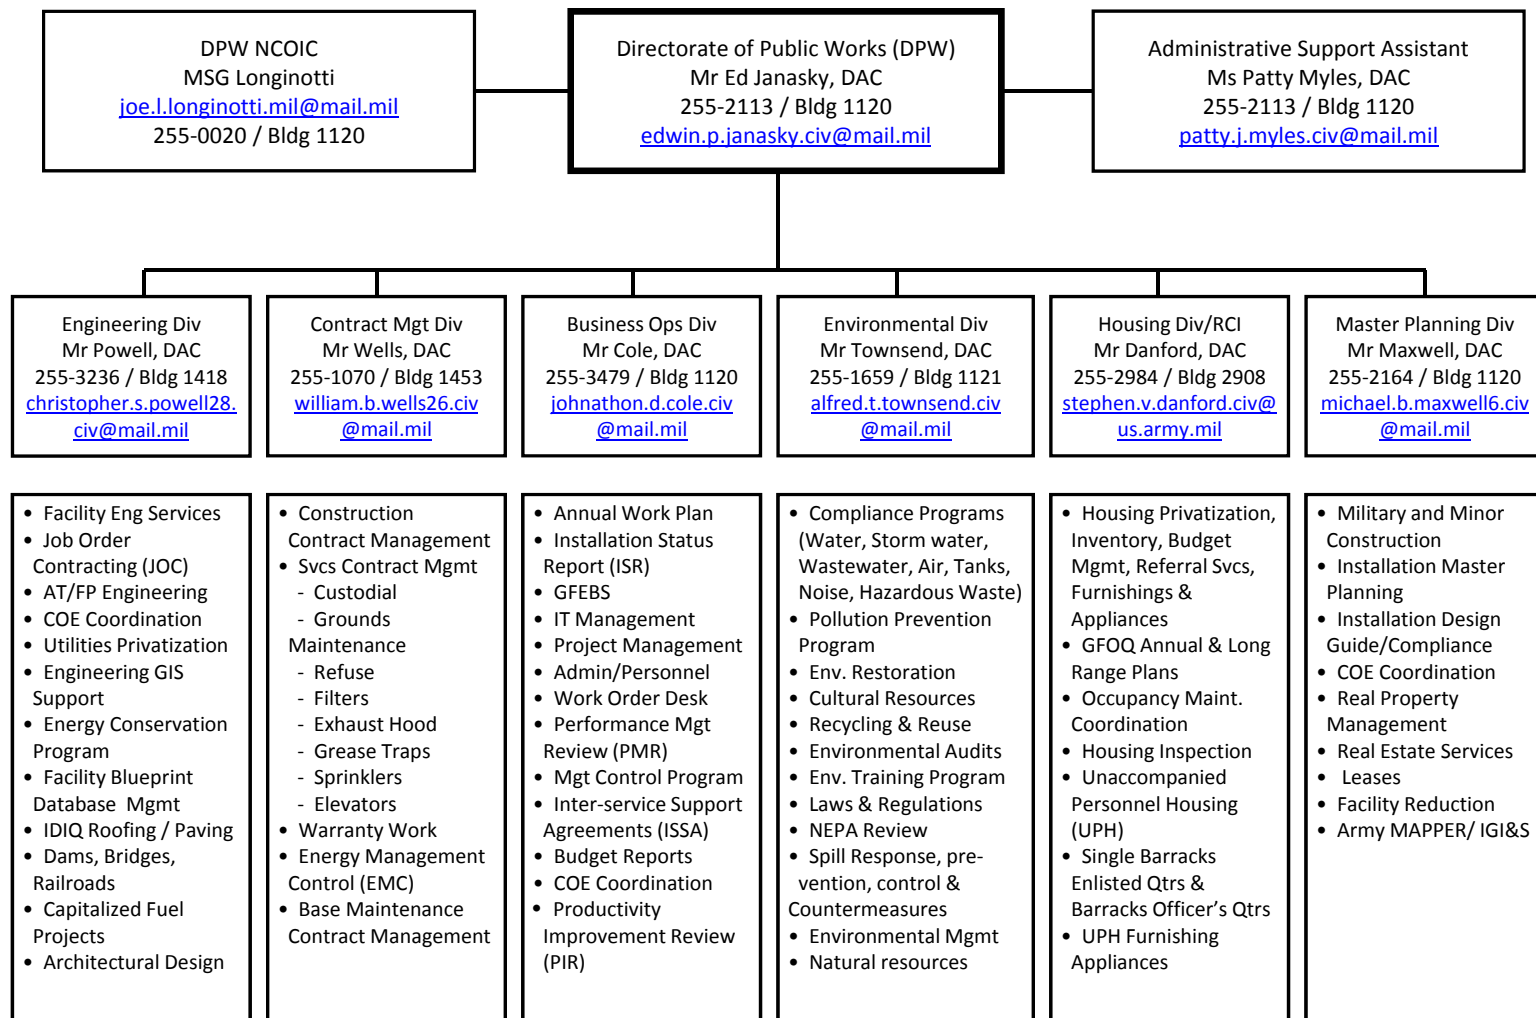 DPW NCOIC
MSG Longinotti
joe.l.longinotti.mil@mail.mil
255-0020 / Bldg 1120
Directorate of Public Works (DPW)
Mr Ed Janasky, DAC
255-2113 / Bldg 1120
edwin.p.janasky.civ@mail.mil
Administrative Support Assistant
Ms Patty Myles, DAC
255-2113 / Bldg 1120
patty.j.myles.civ@mail.mil
Engineering Div
Mr Powell, DAC
255-3236 / Bldg 1418
christopher.s.powell28.
civ@mail.mil
Contract Mgt Div
Mr Wells, DAC
255-1070 / Bldg 1453
william.b.wells26.civ
@mail.mil
Business Ops Div
Mr Cole, DAC
255-3479 / Bldg 1120
johnathon.d.cole.civ
@mail.mil
Environmental Div
Mr Townsend, DAC
255-1659 / Bldg 1121
alfred.t.townsend.civ
@mail.mil
Housing Div/RCI
Mr Danford, DAC
255-2984 / Bldg 2908
stephen.v.danford.civ@
us.army.mil
Master Planning Div
Mr Maxwell, DAC
255-2164 / Bldg 1120
michael.b.maxwell6.civ
@mail.mil
• Facility Eng Services
• Job Order
Contracting (JOC)
• AT/FP Engineering
• COE Coordination
• Utilities Privatization
• Engineering GIS
Support
• Energy Conservation
Program
• Facility Blueprint
Database Mgmt
• IDIQ Roofing / Paving
• Dams, Bridges,
Railroads
• Capitalized Fuel
Projects
• Architectural Design
• Construction
Contract Management
• Svcs Contract Mgmt
- Custodial
- Grounds
Maintenance
- Refuse
- Filters
- Exhaust Hood
- Grease Traps
- Sprinklers
- Elevators
• Warranty Work
• Energy Management
Control (EMC)
• Base Maintenance
Contract Management
• Annual Work Plan
• Installation Status
Report (ISR)
• GFEBS
• IT Management
• Project Management
• Admin/Personnel
• Work Order Desk
• Performance Mgt
Review (PMR)
• Mgt Control Program
• Inter-service Support
Agreements (ISSA)
• Budget Reports
• COE Coordination
• Productivity
Improvement Review
(PIR)
• Compliance Programs
(Water, Storm water,
Wastewater, Air, Tanks,
Noise, Hazardous Waste)
• Pollution Prevention
Program
• Env. Restoration
• Cultural Resources
• Recycling & Reuse
• Environmental Audits
• Env. Training Program
• Laws & Regulations
• NEPA Review
• Spill Response, pre-
vention, control &
Countermeasures
• Environmental Mgmt
• Natural resources
• Housing Privatization,
Inventory, Budget
Mgmt, Referral Svcs,
Furnishings &
Appliances
• GFOQ Annual & Long
Range Plans
• Occupancy Maint.
Coordination
• Housing Inspection
• Unaccompanied
Personnel Housing
(UPH)
• Single Barracks
Enlisted Qtrs &
Barracks Officer's Qtrs
• UPH Furnishing
Appliances
• Military and Minor
Construction
• Installation Master
Planning
• Installation Design
Guide/Compliance
• COE Coordination
• Real Property
Management
• Real Estate Services
• Leases
• Facility Reduction
• Army MAPPER/ IGI&S